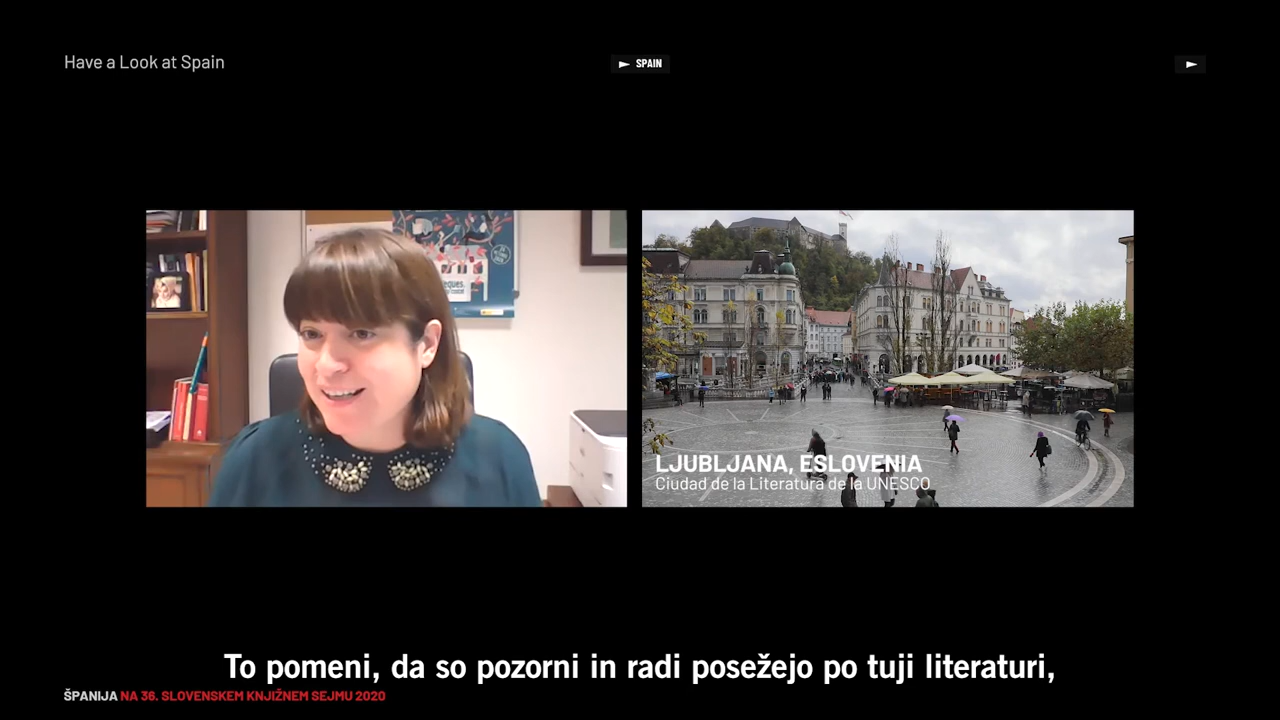 Have a Look at Spain
SPAIN
eques.
LJUBLJANA, ESLOVENIA
Ciudad de la Literatura de la UNESCO
To pomeni, da so pozorni in radi posežejo po tuji literaturi,
ŠPANIJA NA 36. SLOVENSKEM KNJIŽNEM SEJMU 2020